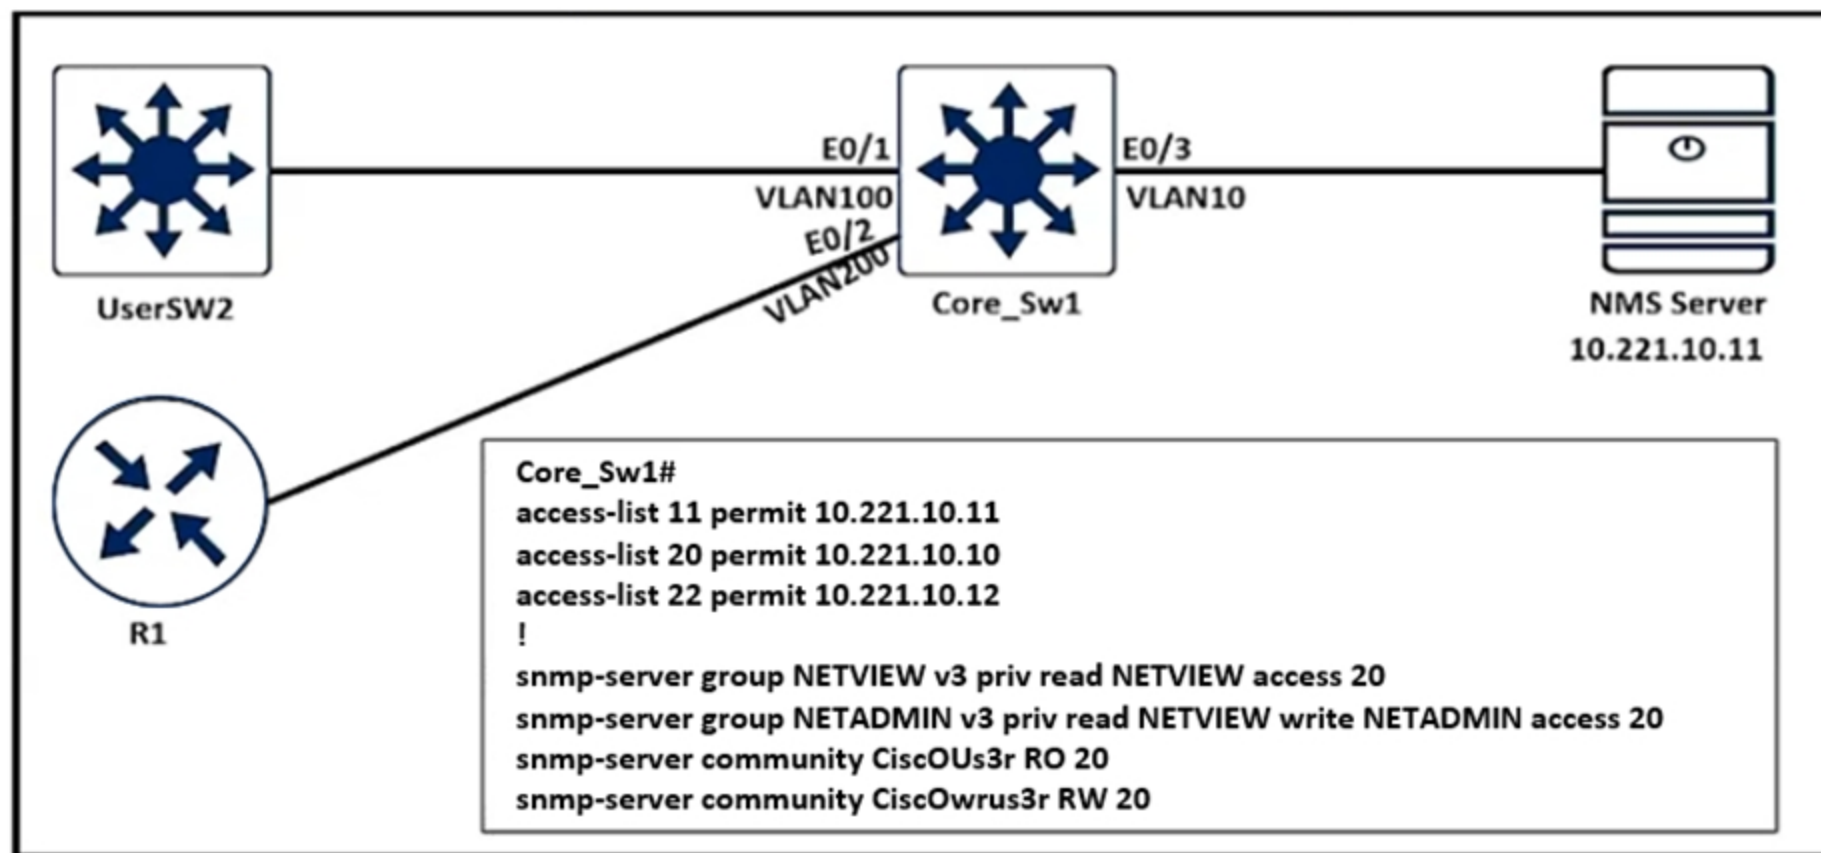 E0/1
VLAN100
E0/2
VLAN200
E0/3
VLAN10
UserSW2
Core_Sw1
NMS Server
10.221.10.11
R1
Core_Sw1#
access-list 11 permit 10.221.10.11
access-list 20 permit 10.221.10.10
access-list 22 permit 10.221.10.12
!
snmp-server group NETVIEW v3 priv read NETVIEW access 20
snmp-server group NETADMIN v3 priv read NETVIEW write NETADMIN access 20
snmp-server community CiscOUs3r RO 20
snmp-server community CiscOwrus3r RW 20